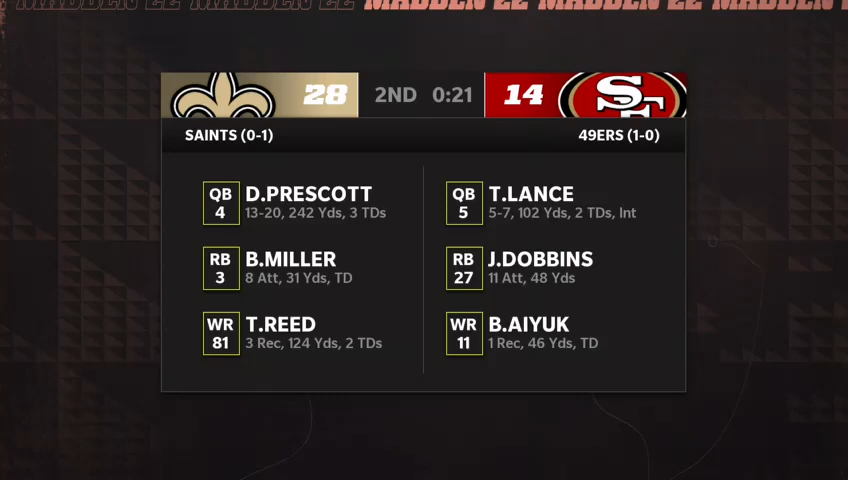 MADDEN 22 MADDEN 22 MADDEN 22 MADDEN 22 MADDEN
28 2ND 0:21 14 SF
SAINTS (0-1) 49ERS (1-0)
QB 4 D.PRESCOTT
13-20, 242 Yds, 3 TDs
QB 5 T.LANCE
5-7, 102 Yds, 2 TDs, Int
RB 3 B.MILLER
8 Att, 31 Yds, TD
RB 27 J.DOBBINS
11 Att, 48 Yds
WR 81 T.REED
3 Rec, 124 Yds, 2 TDs
WR 11 B.AIYUK
1 Rec, 46 Yds, TD